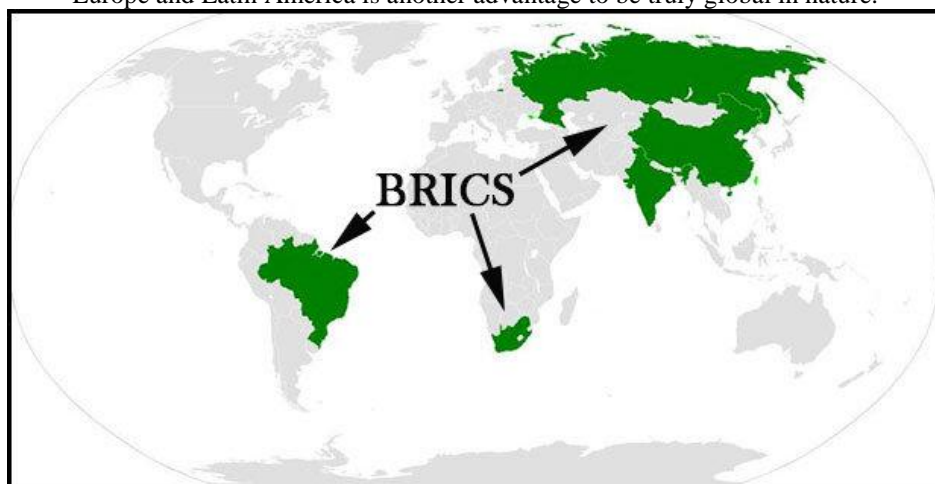 Europe and Latin America is another advantage to be truly global in nature.
BRICS